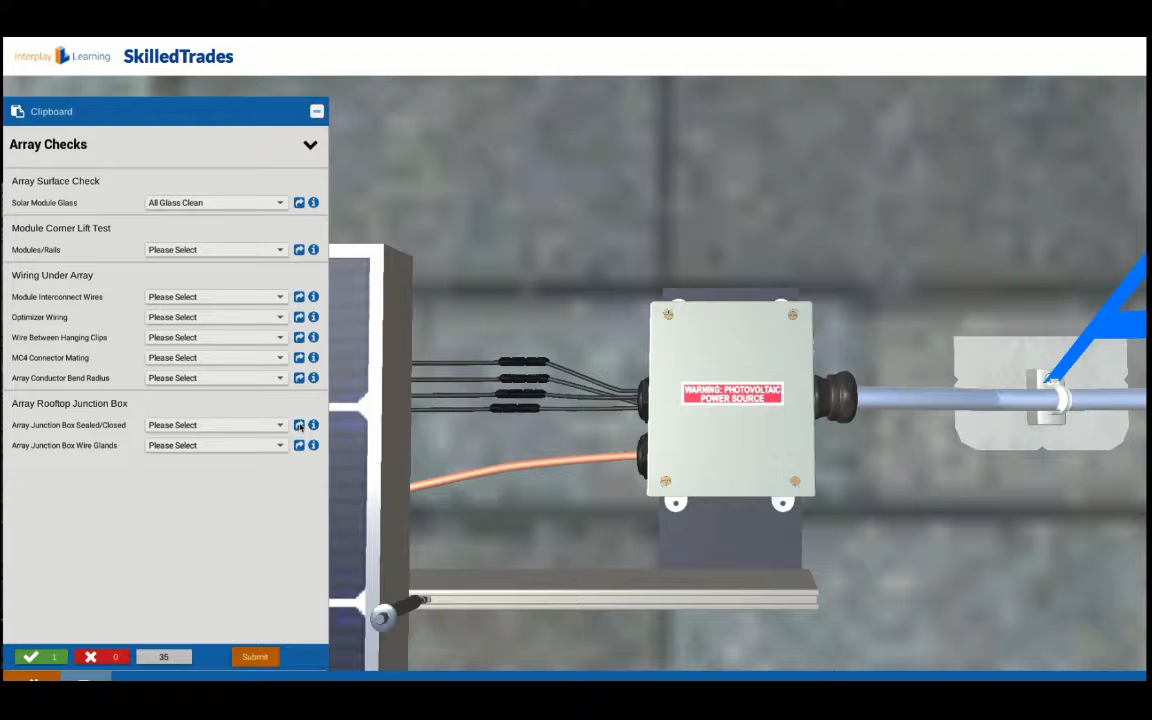 Interplay Learning SkilledTrades
Clipboard
Array Checks
Array Surface Check
Solar Module Glass All Glass Clean
Module Corner Lift Test
Modules/Rails Please Select
Wiring Under Array
Module Interconnect Wires Please Select
Optimizer Wiring Please Select
Wire Between Hanging Clips Please Select
MC4 Connector Mating Please Select
Array Conductor Bend Radius Please Select
Array Rooftop Junction Box
Array Junction Box Sealed/Closed Please Select
Array Junction Box Wire Glands Please Select
1 0 35 Submit
WARNING: PHOTOVOLTAIC
POWER SOURCE